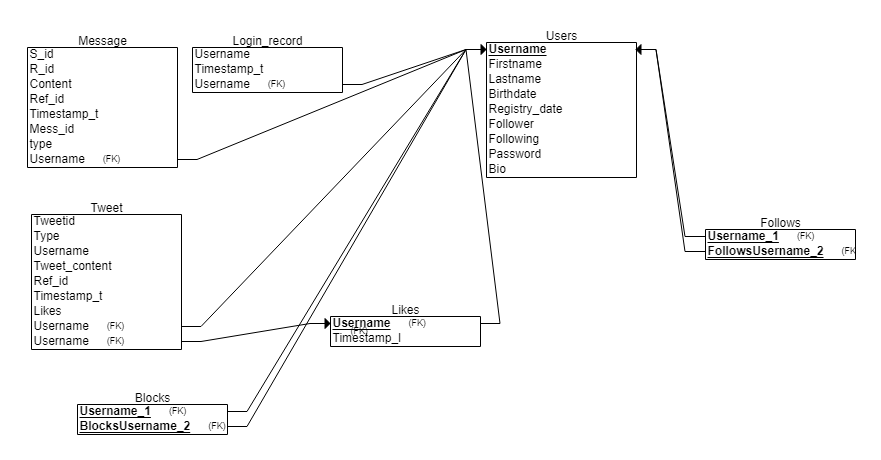 Message
S_id
R_id
Content
Ref_id
Timestamp_t
Mess_id
type
Username (FK)
Login_record
Username
Timestamp_t
Username (FK)
Users
Username
Firstname
Lastname
Birthdate
Registry_date
Follower
Following
Password
Bio
Tweet
Tweetid
Type
Username
Tweet_content
Ref_id
Timestamp_t
Likes
Username (FK)
Username (FK)
Follows
Username_1 (FK)
FollowsUsername_2 (FK
Likes
Username (FK)
(FK)
Timestamp_l
Blocks
Username_1 (FK)
BlocksUsername_2 (FK)